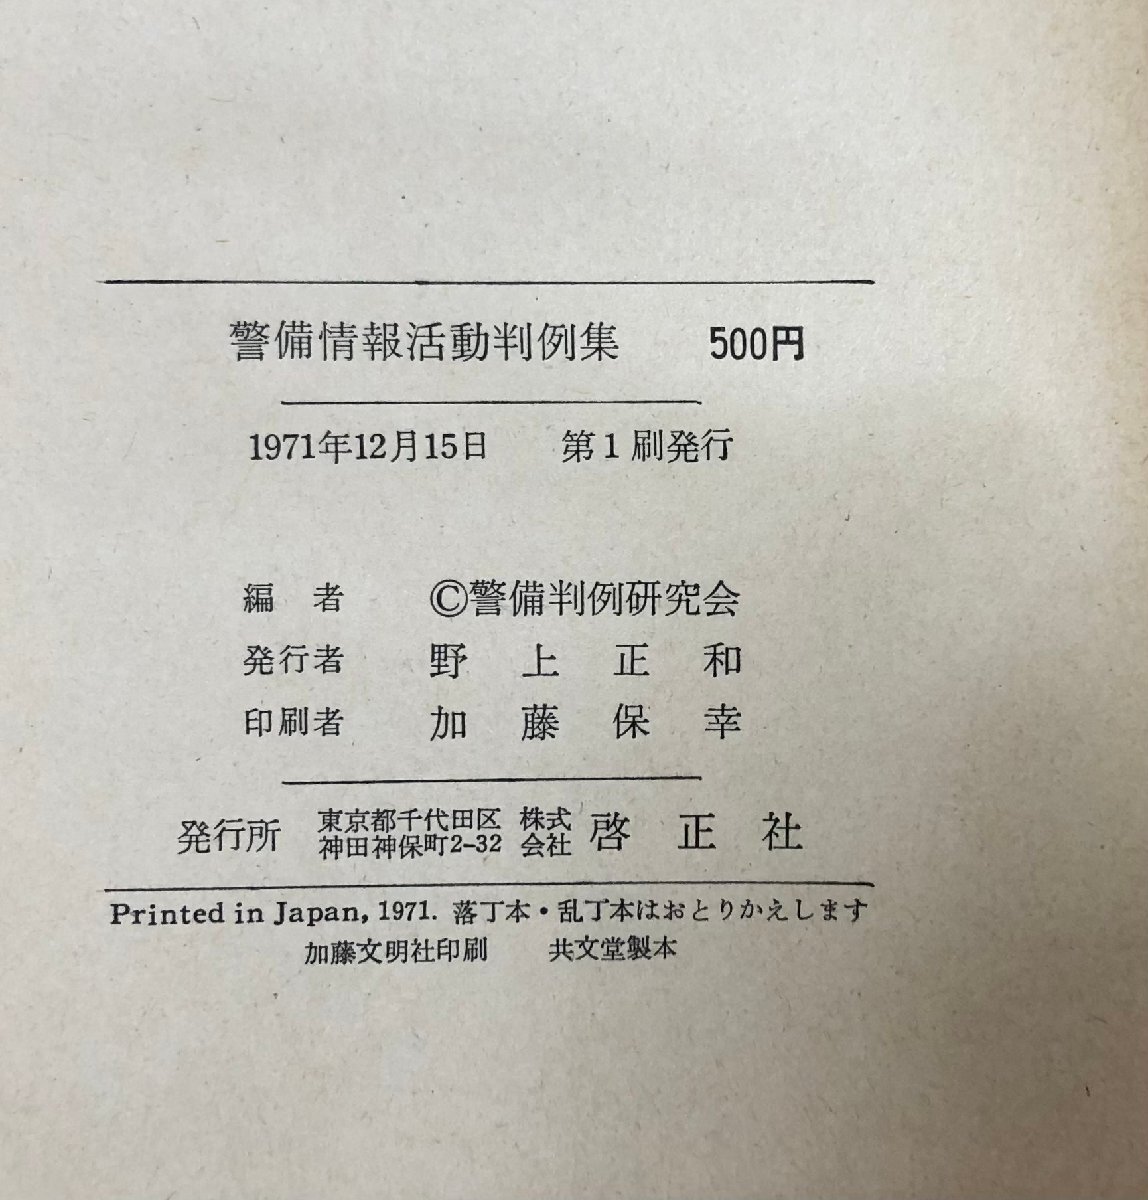 警備情報活動判例集　500円
1971年12月15日　第1刷発行
編　者　©警備判例研究会
発行者　野上正和
印刷者　加藤保幸
発行所　東京都千代田区　株式
神田神保町2-32　会社　啓正社
Printed in Japan, 1971. 落丁本・乱丁本はおとりかえします
加藤文明社印刷　共文堂製本